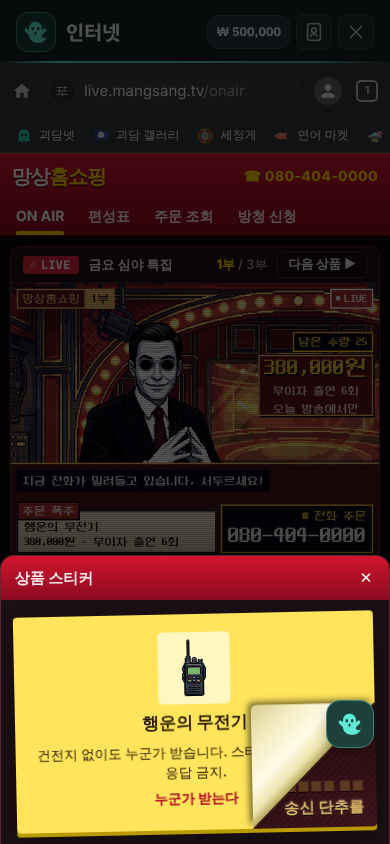 인터넷
₩ 500,000
live.mangsang.tv/onair
1
괴담넷
괴담 갤러리
세정게
연어 마켓
망상홈쇼핑
☎ 080-404-0000
ON AIR
편성표
주문 조회
방청 신청
LIVE
금요 심야 특집
1부 / 3부
다음 상품 ▶
망상홈쇼핑
1부
LIVE
남은 수량 25
380,000원
무이자 출연 6회
오늘 방송에서만
지금 전화가 밀려들고 있습니다, 서두르세요!
주문 폭주
행운의 무전기
380,000원 · 무이자 출연 6회
☎ 전화 주문
080-404-0000
상품 스티커
×
행운의 무전기
건전지 없이도 누군가 받습니다.
응답 금지.
누군가 받는다
송신 단추를